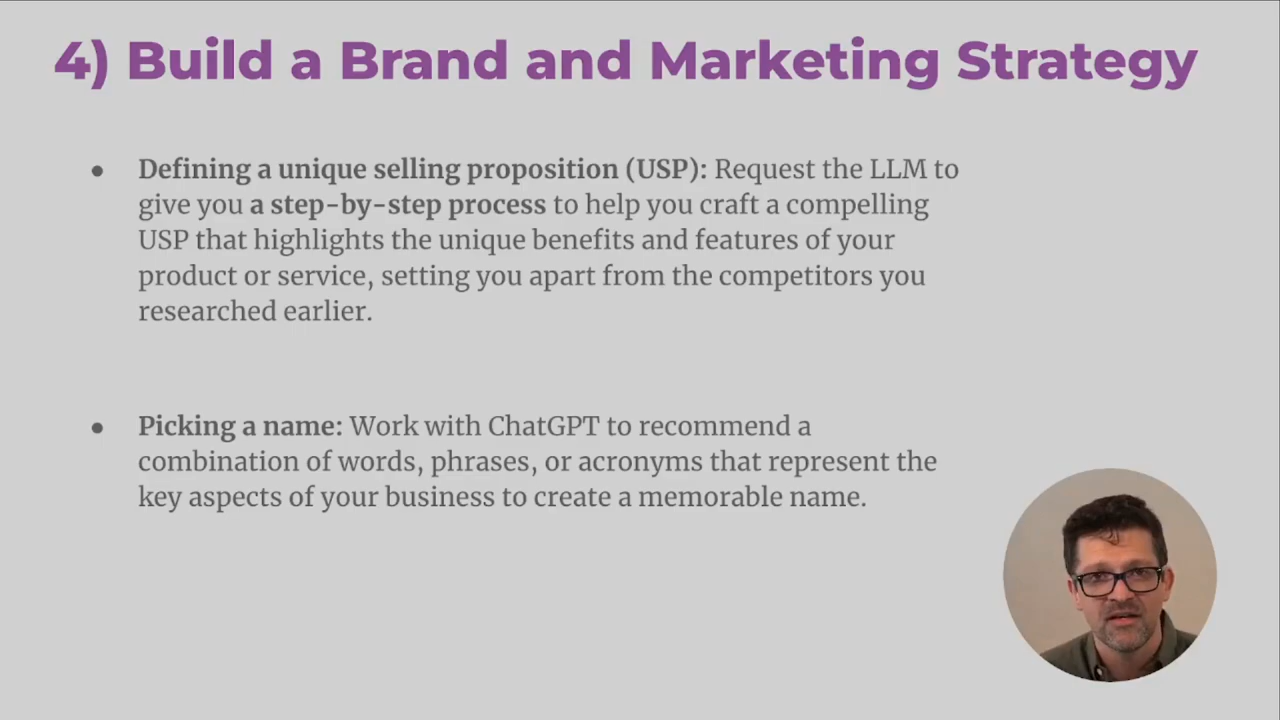 4) Build a Brand and Marketing Strategy
● Defining a unique selling proposition (USP): Request the LLM to
give you a step-by-step process to help you craft a compelling
USP that highlights the unique benefits and features of your
product or service, setting you apart from the competitors you
researched earlier.
● Picking a name: Work with ChatGPT to recommend a
combination of words, phrases, or acronyms that represent the
key aspects of your business to create a memorable name.